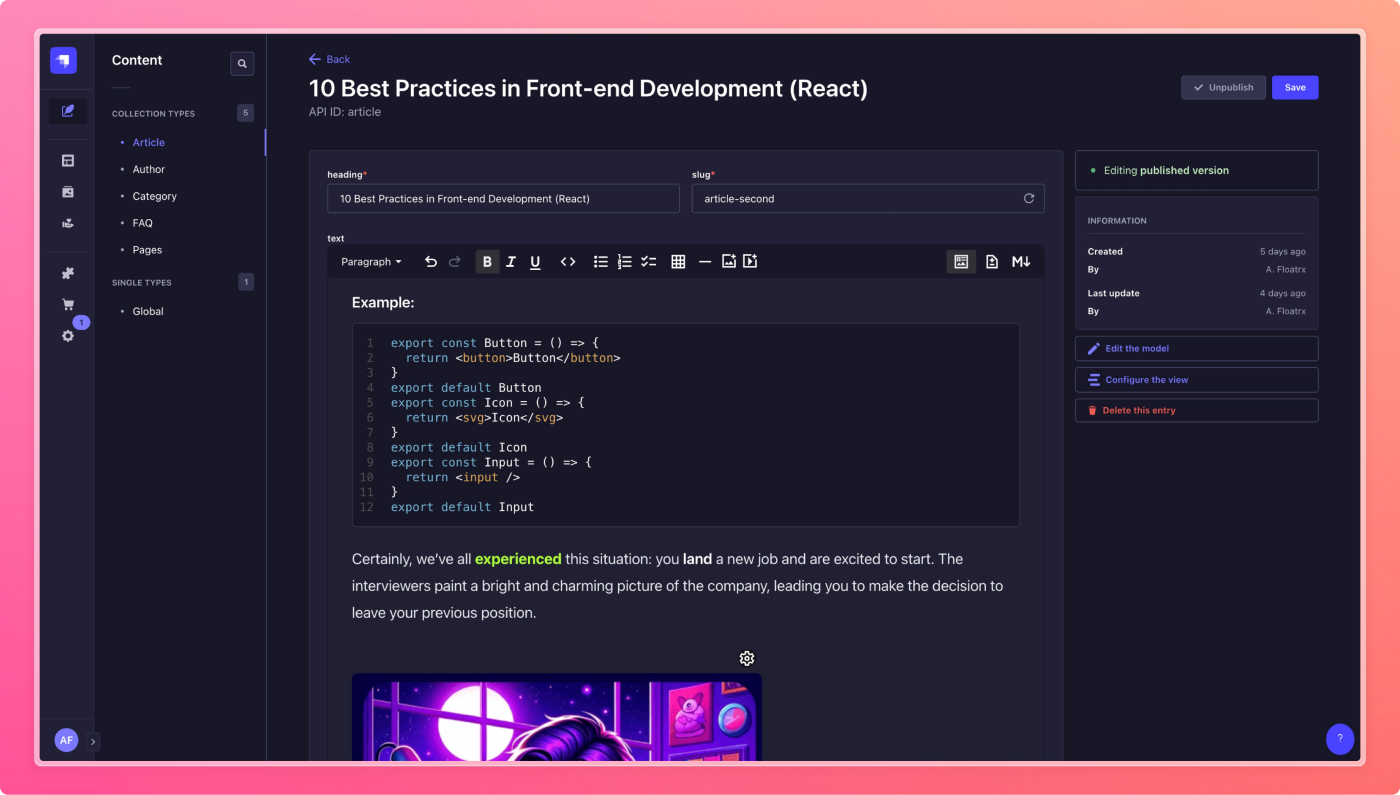 Content
COLLECTION TYPES 5
Article
Author
Category
FAQ
Pages
SINGLE TYPES 1
Global
1
AF
Back
10 Best Practices in Front-end Development (React)
API ID: article
Unpublish
Save
heading*
10 Best Practices in Front-end Development (React)
slug*
article-second
text
Paragraph
B I U
M↓
Example:
1 export const Button = () => {
2   return <button>Button</button>
3 }
4 export default Button
5 export const Icon = () => {
6   return <svg>Icon</svg>
7 }
8 export default Icon
9 export const Input = () => {
10   return <input />
11 }
12 export default Input
Certainly, we’ve all experienced this situation: you land a new job and are excited to start. The
interviewers paint a bright and charming picture of the company, leading you to make the decision to
leave your previous position.
Editing published version
INFORMATION
Created 5 days ago
By A. Floatrx
Last update 4 days ago
By A. Floatrx
Edit the model
Configure the view
Delete this entry
?